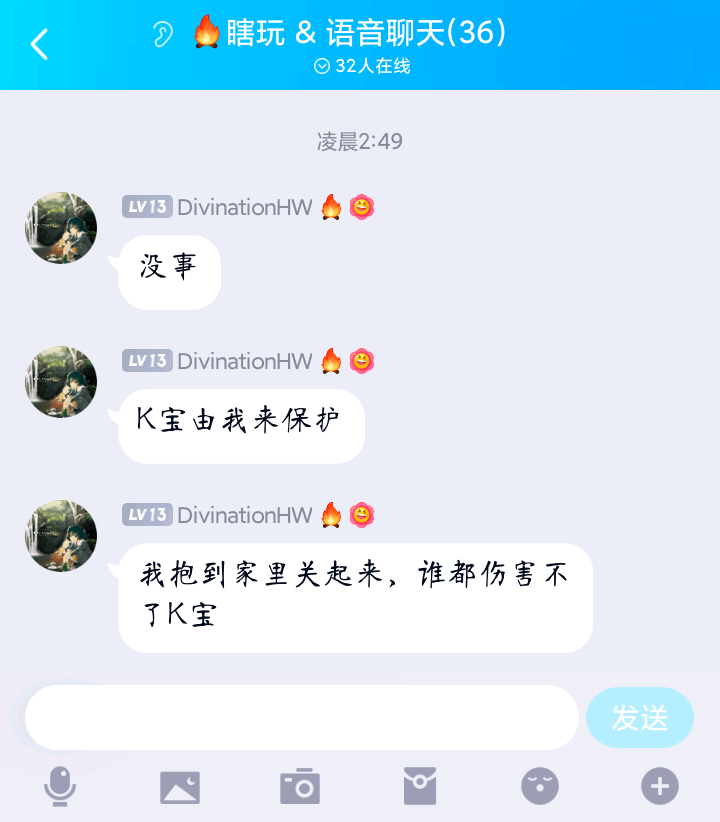 🔥瞎玩 & 语音聊天(36)
32人在线
凌晨2:49
LV13 DivinationHW
没事
LV13 DivinationHW
K宝由我来保护
LV13 DivinationHW
我抱到家里关起来，谁都伤害不
了K宝
发送